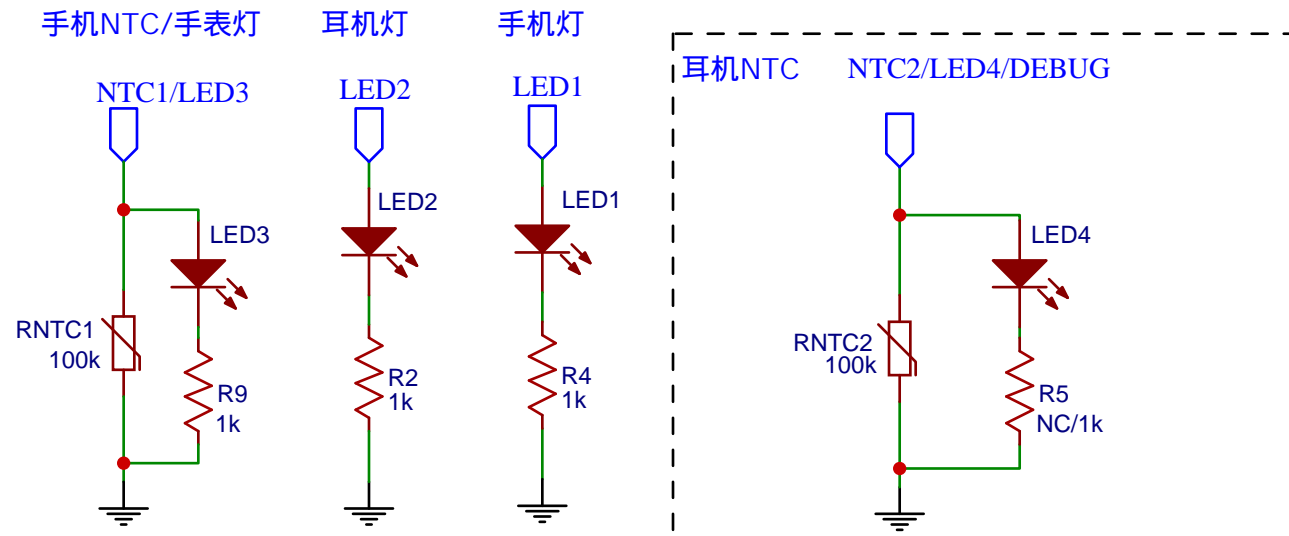 手机NTC/手表灯
耳机灯
手机灯
耳机NTC
NTC2/LED4/DEBUG
NTC1/LED3
LED2
LED1
LED3
LED2
LED1
LED4
RNTC1
100k
R9
1k
R2
1k
R4
1k
RNTC2
100k
R5
NC/1k